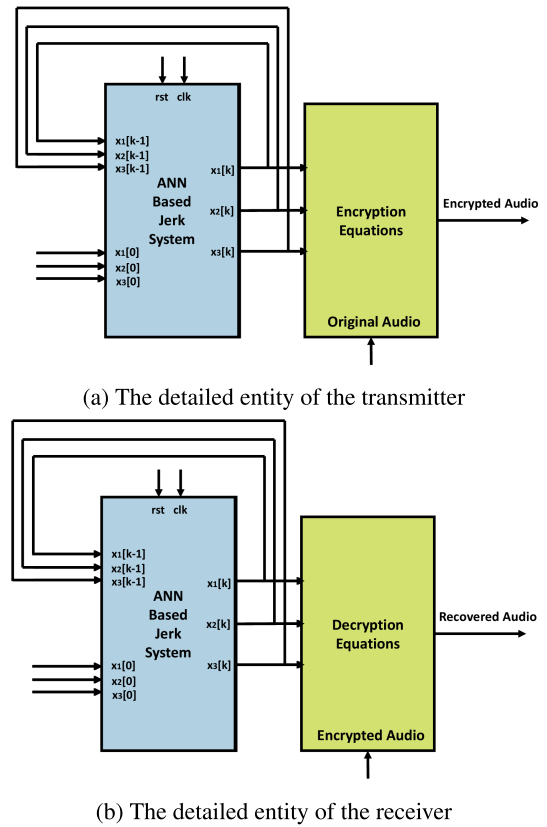 rst clk
x1[k-1]
x2[k-1]
x3[k-1]
x1[k]
ANN
Based
Jerk
System
x2[k]
x3[k]
x1[0]
x2[0]
x3[0]
Encryption
Equations
Encrypted Audio
Original Audio
(a) The detailed entity of the transmitter
rst clk
x1[k-1]
x2[k-1]
x3[k-1]
x1[k]
ANN
Based
Jerk
System
x2[k]
x3[k]
x1[0]
x2[0]
x3[0]
Decryption
Equations
Recovered Audio
Encrypted Audio
(b) The detailed entity of the receiver